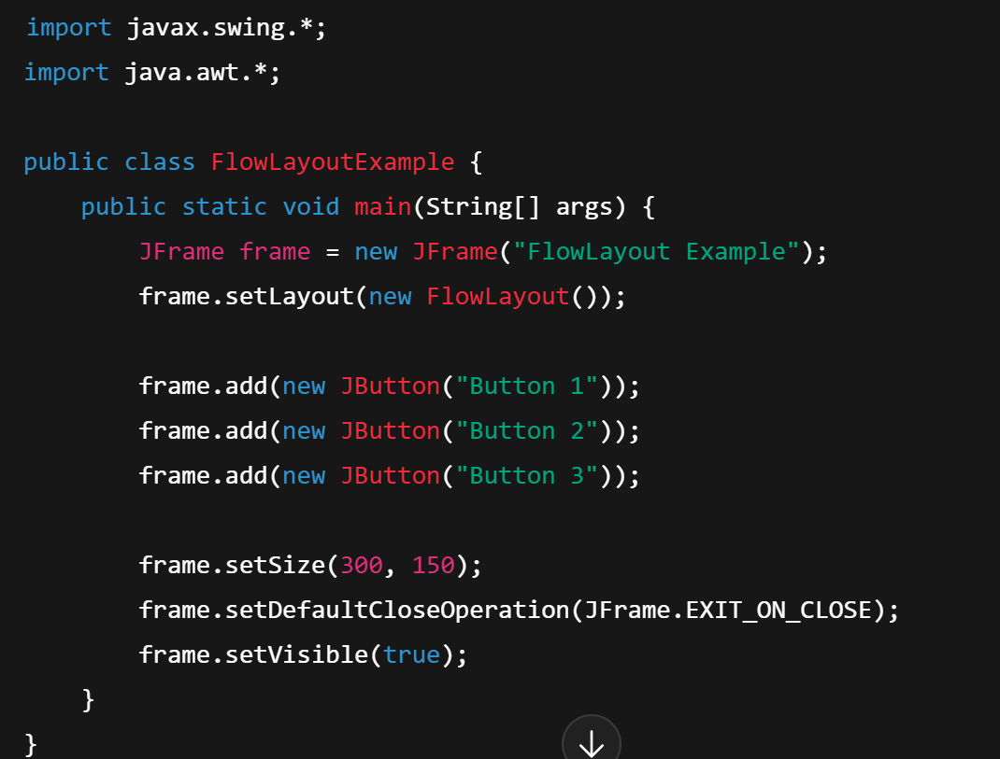 import javax.swing.*;
import java.awt.*;

public class FlowLayoutExample {
    public static void main(String[] args) {
        JFrame frame = new JFrame("FlowLayout Example");
        frame.setLayout(new FlowLayout());

        frame.add(new JButton("Button 1"));
        frame.add(new JButton("Button 2"));
        frame.add(new JButton("Button 3"));

        frame.setSize(300, 150);
        frame.setDefaultCloseOperation(JFrame.EXIT_ON_CLOSE);
        frame.setVisible(true);
    }
}